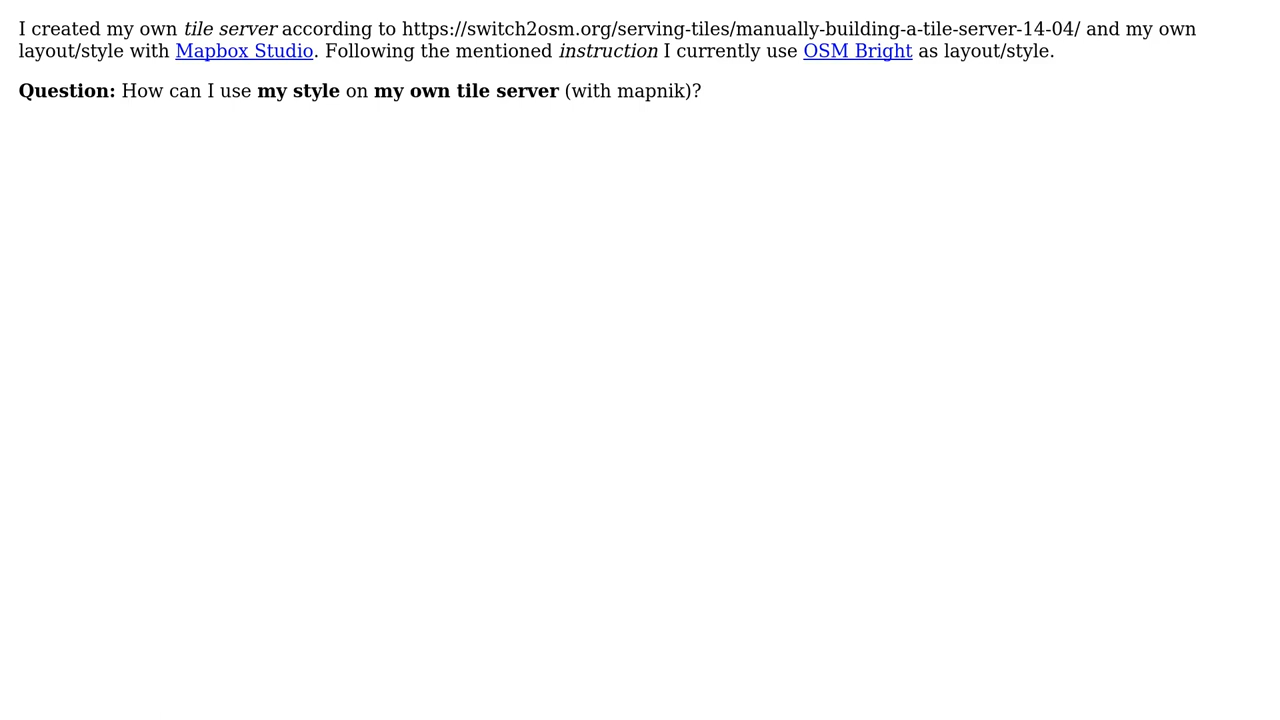 I created my own tile server according to https://switch2osm.org/serving-tiles/manually-building-a-tile-server-14-04/ and my own
layout/style with Mapbox Studio. Following the mentioned instruction I currently use OSM Bright as layout/style.
Question: How can I use my style on my own tile server (with mapnik)?